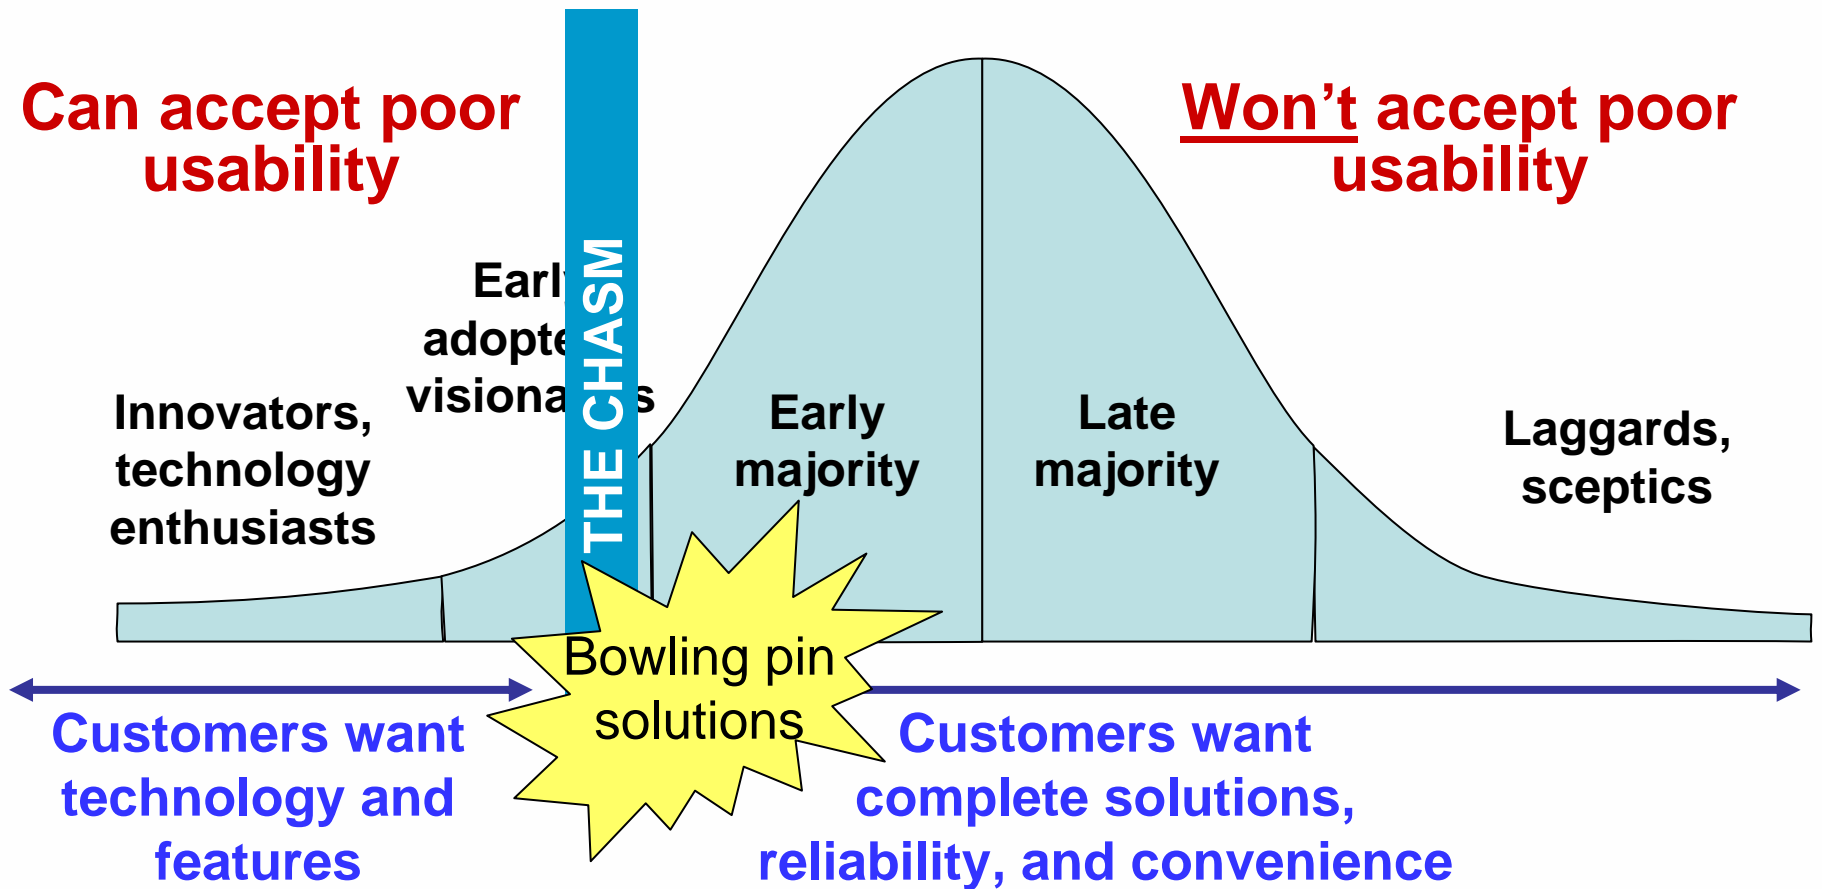 Can accept poor
usability
Won't accept poor
usability
Early
adopte
visiona s
THE CHASM
Innovators,
technology
enthusiasts
Early
majority
Late
majority
Laggards,
sceptics
Bowling pin
solutions
Customers want
technology and
features
Customers want
complete solutions,
reliability, and convenience